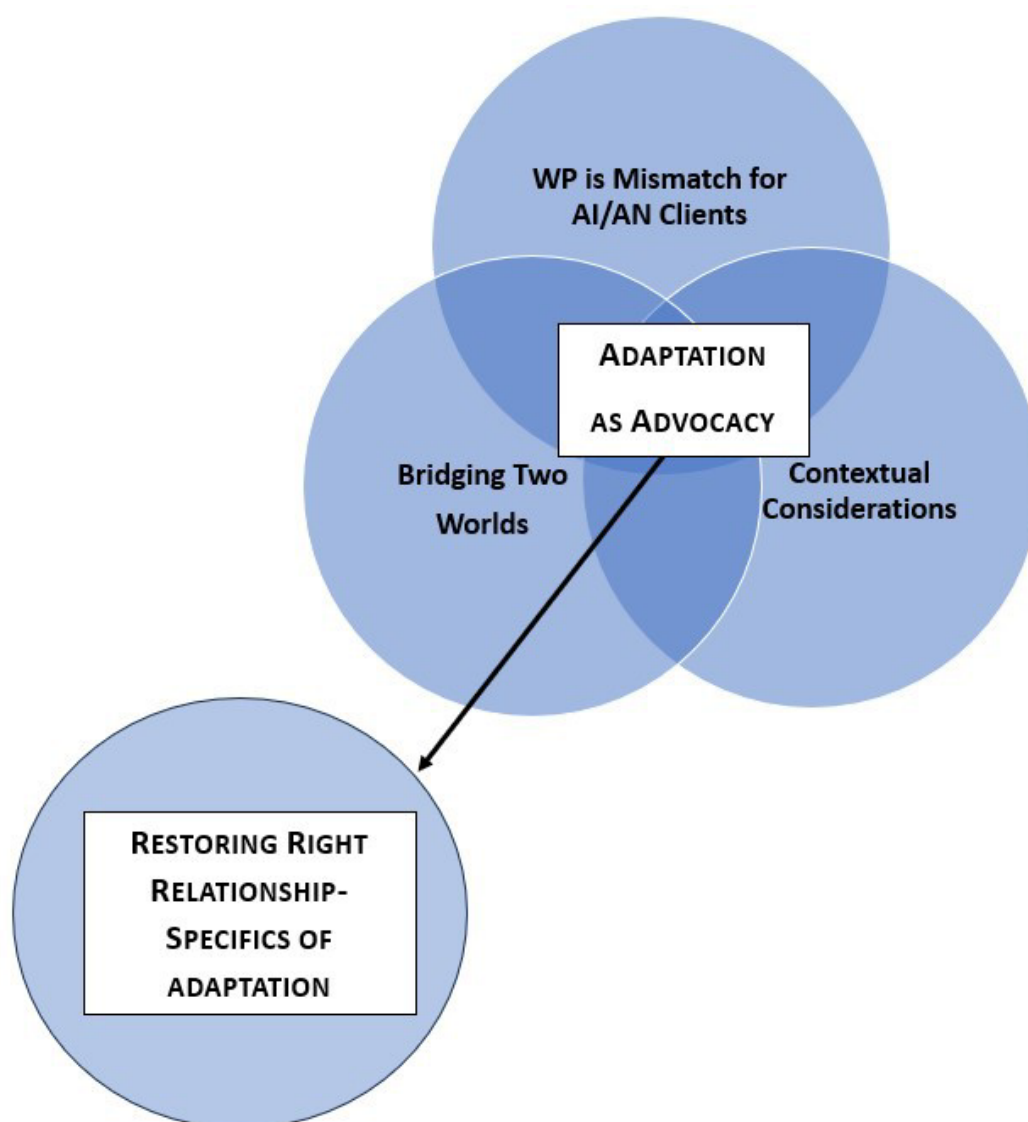 WP is Mismatch for
AI/AN Clients
ADAPTATION
AS ADVOCACY
Bridging Two
Worlds
Contextual
Considerations
RESTORING RIGHT
RELATIONSHIP-
SPECIFICS OF
ADAPTATION